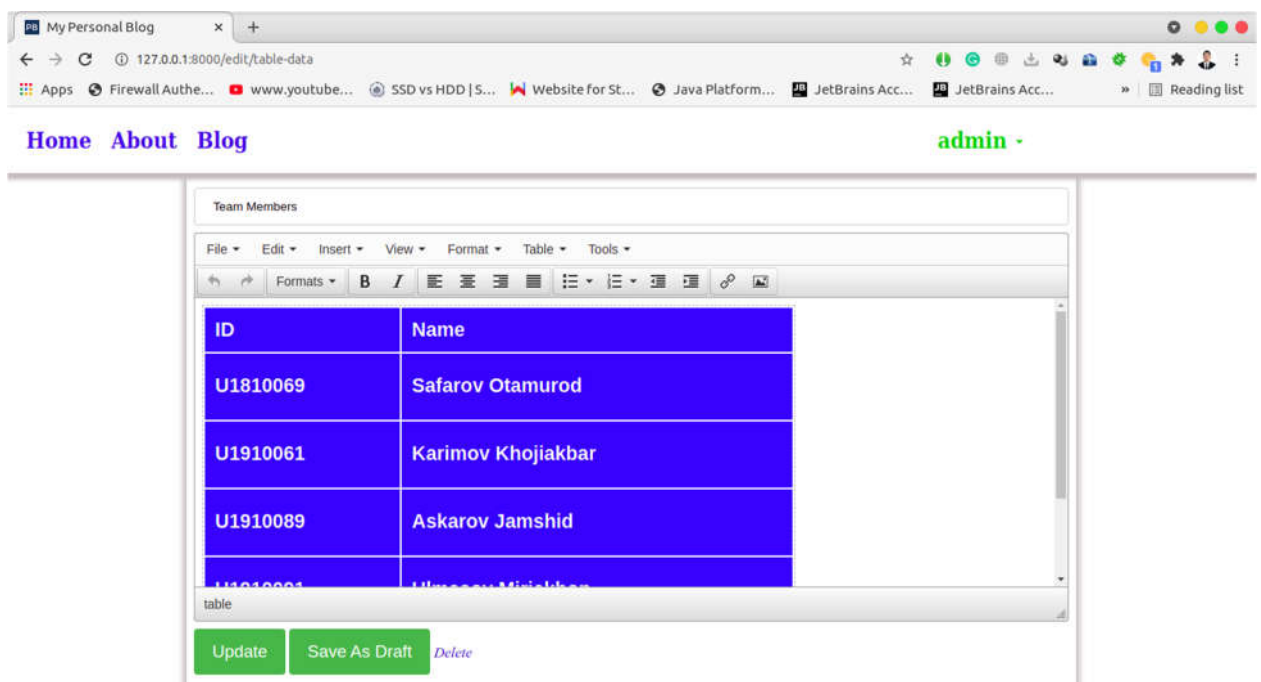 My Personal Blog
127.0.0.1:8000/edit/table-data
Apps Firewall Authe... www.youtube... SSD vs HDD | S... Website for St... Java Platform... JetBrains Acc... JetBrains Acc... » Reading list
Home About Blog admin
Team Members
File Edit Insert View Format Table Tools
Formats B I
ID Name
U1810069 Safarov Otamurod
U1910061 Karimov Khojiakbar
U1910089 Askarov Jamshid
table
Update Save As Draft Delete